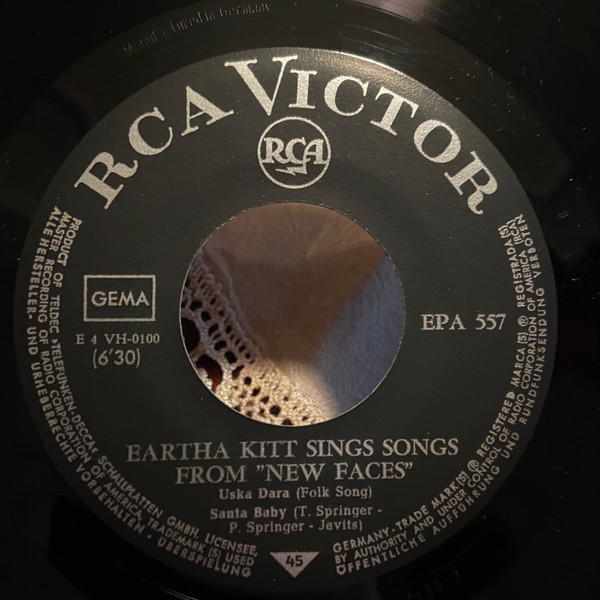 Manufactured in Germany
RCA VICTOR
RCA
GEMA
E 4 VH-0100
(6'30)
EPA 557
EARTHA KITT SINGS SONGS
FROM "NEW FACES"
Uska Dara (Folk Song)
Santa Baby (T. Springer -
P. Springer - Javits)
45
PRODUCT OF TELDEC »TELEFUNKEN-DECCA« SCHALLPLATTEN GMBH. LICENSEE,
MASTER RECORDING OF RADIO CORPORATION OF AMERICA TRADEMARK (S) USED
ALLE HERSTELLER- UND URHEBERRECHTE VORBEHALTEN · ÜBERSPIELUNG
GERMANY · TRADE MARK(S) ® REGISTERED MARCA(S) ® REGISTRADA(S),
BY AUTHORITY AND UNDER CONTROL OF RADIO CORPORATION OF AMERICA
ÖFFENTLICHE AUFFÜHRUNG UND RUNDFUNKSENDUNG VERBOTEN